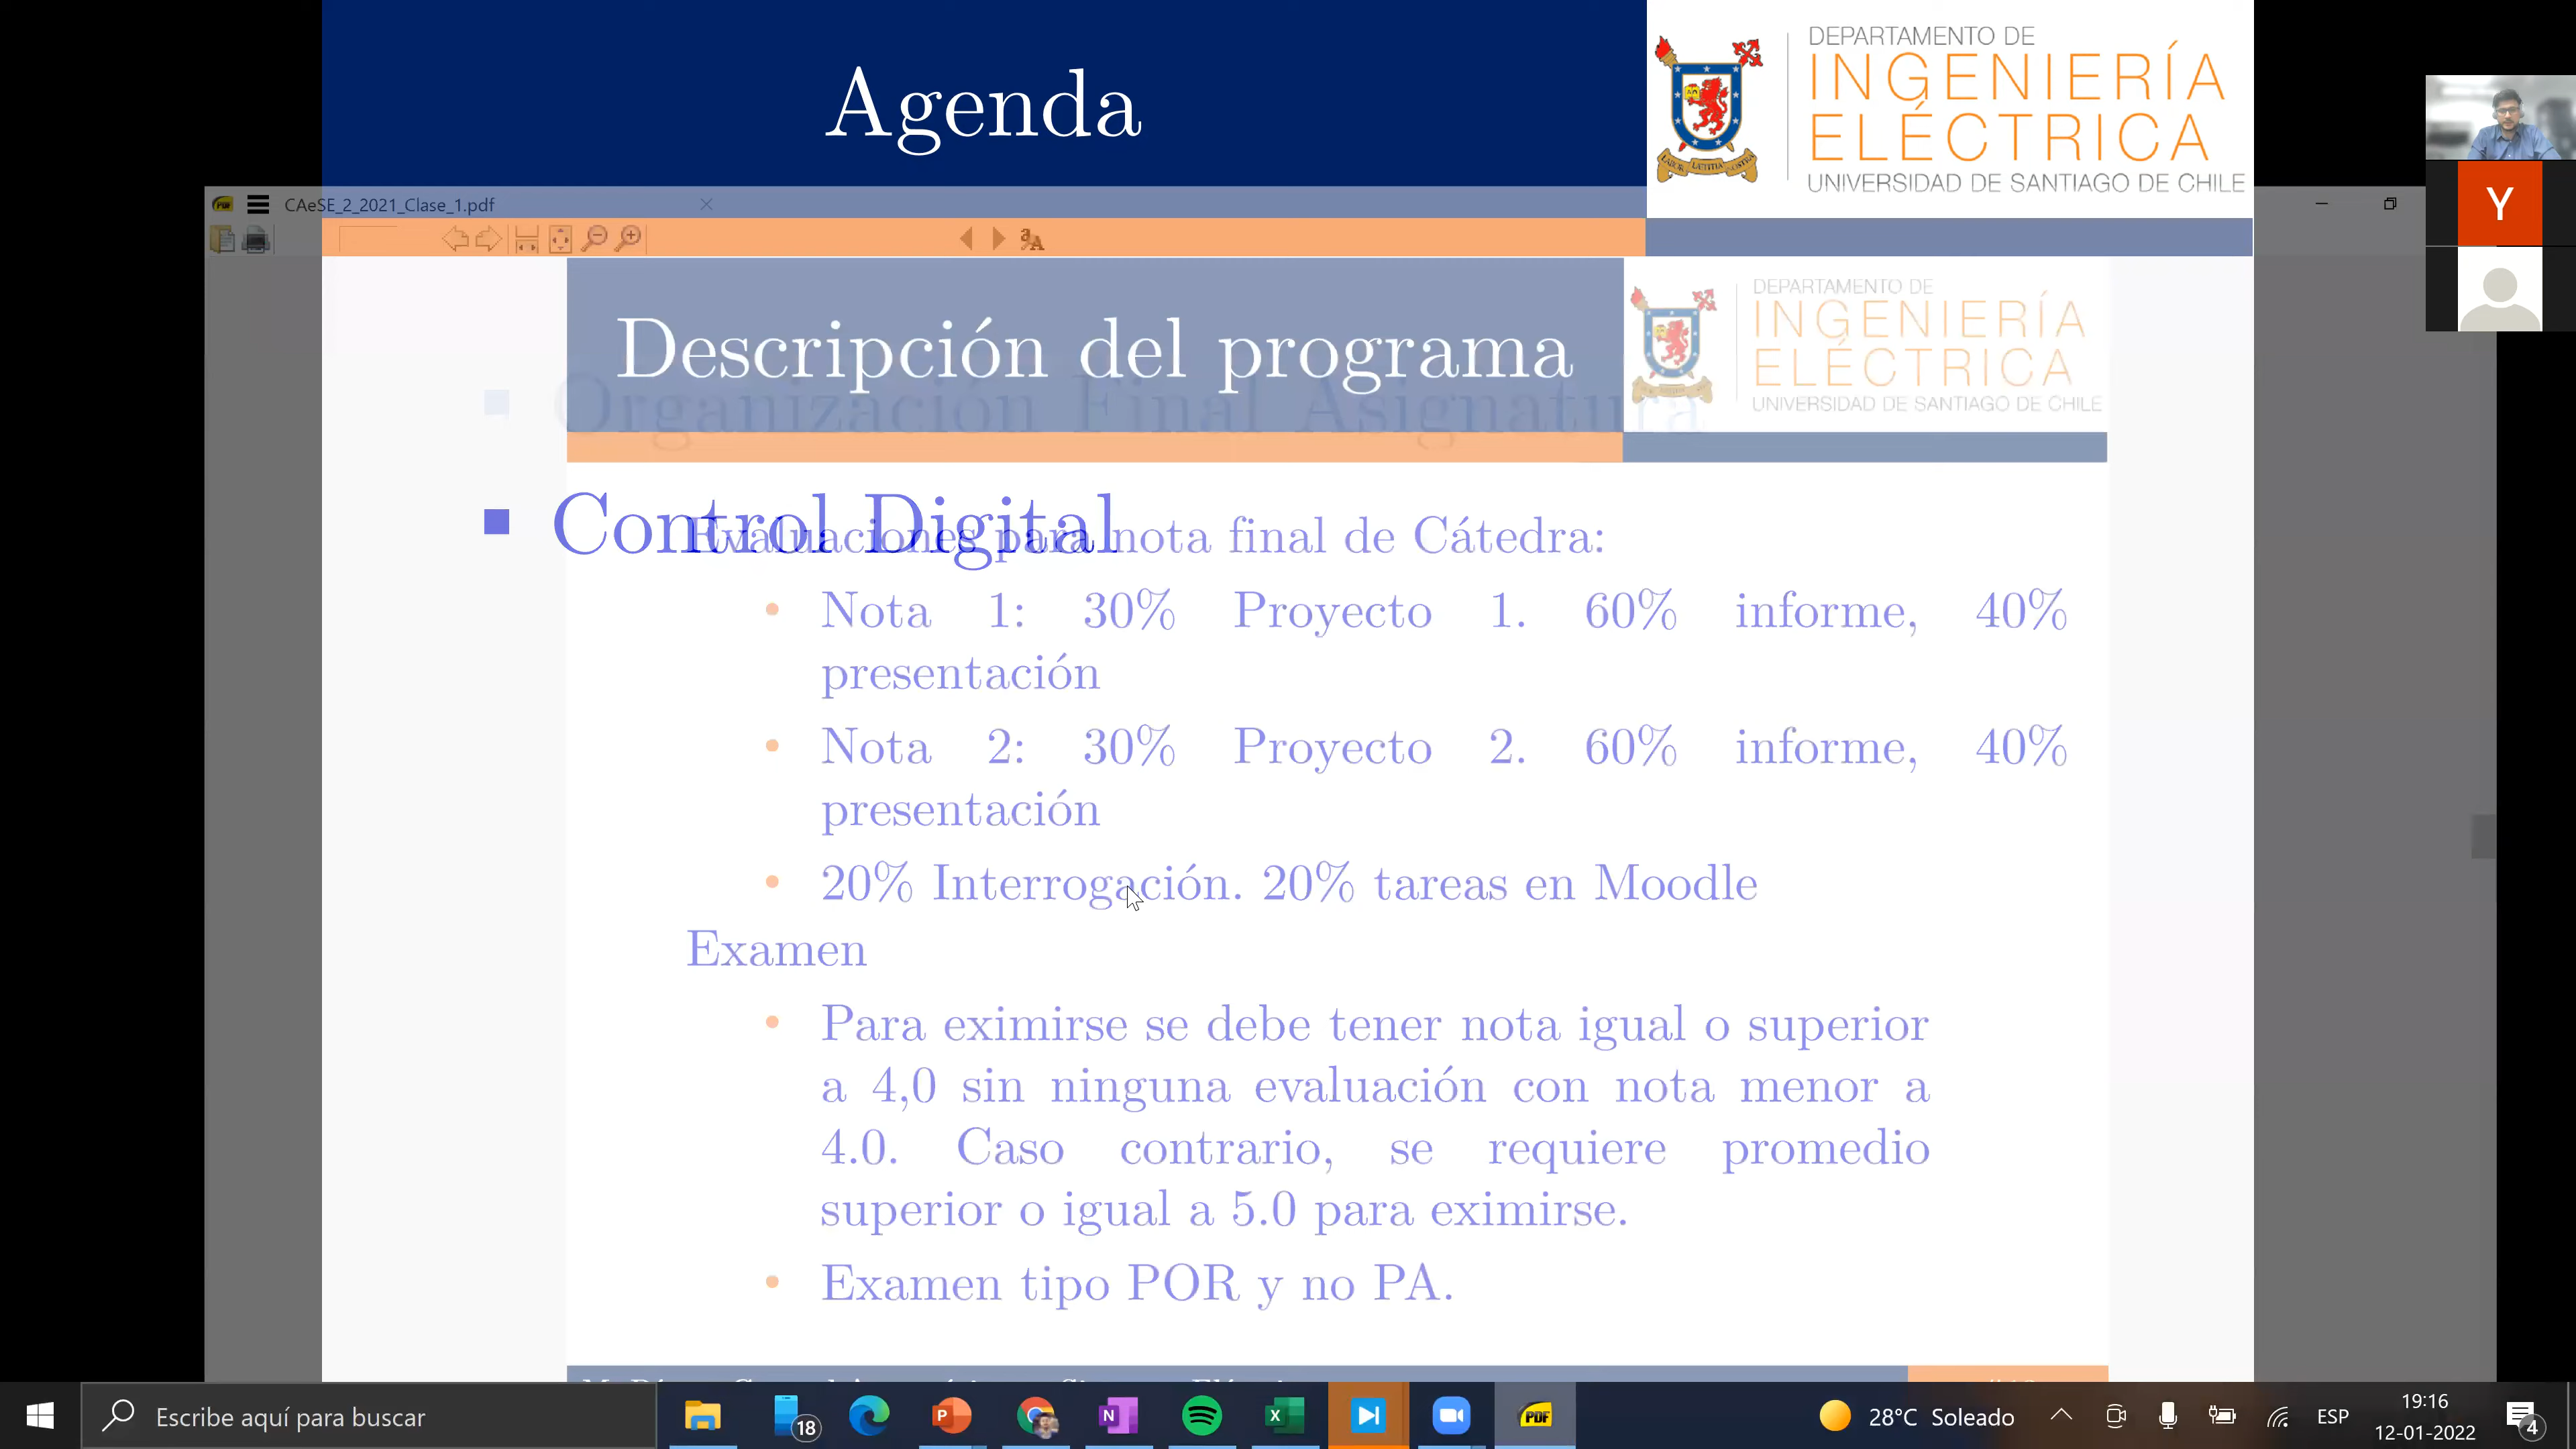 Agenda
DEPARTAMENTO DE
INGENIERÍA
ELÉCTRICA
UNIVERSIDAD DE SANTIAGO DE CHILE
CAeSE_2_2021_Clase_1.pdf
Y
Descripción del programa
DEPARTAMENTO DE
INGENIERÍA
ELÉCTRICA
UNIVERSIDAD DE SANTIAGO DE CHILE
Organización Final Asignatura
Control Digital
Evaluaciones para nota final de Cátedra:
Nota 1: 30% Proyecto 1. 60% informe, 40%
presentación
Nota 2: 30% Proyecto 2. 60% informe, 40%
presentación
20% Interrogación. 20% tareas en Moodle
Examen
Para eximirse se debe tener nota igual o superior
a 4,0 sin ninguna evaluación con nota menor a
4.0. Caso contrario, se requiere promedio
superior o igual a 5.0 para eximirse.
Examen tipo POR y no PA.
Escribe aquí para buscar
18
28°C Soleado
ESP
19:16
12-01-2022
4